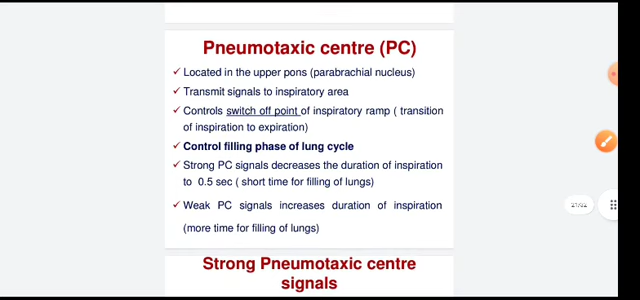 Pneumotaxic centre (PC)
✓ Located in the upper pons (parabrachial nucleus)
✓ Transmit signals to inspiratory area
✓ Controls switch off point of inspiratory ramp ( transition
of inspiration to expiration)
✓ Control filling phase of lung cycle
✓ Strong PC signals decreases the duration of inspiration
to 0.5 sec ( short time for filling of lungs)
✓ Weak PC signals increases duration of inspiration
(more time for filling of lungs)
Strong Pneumotaxic centre
signals